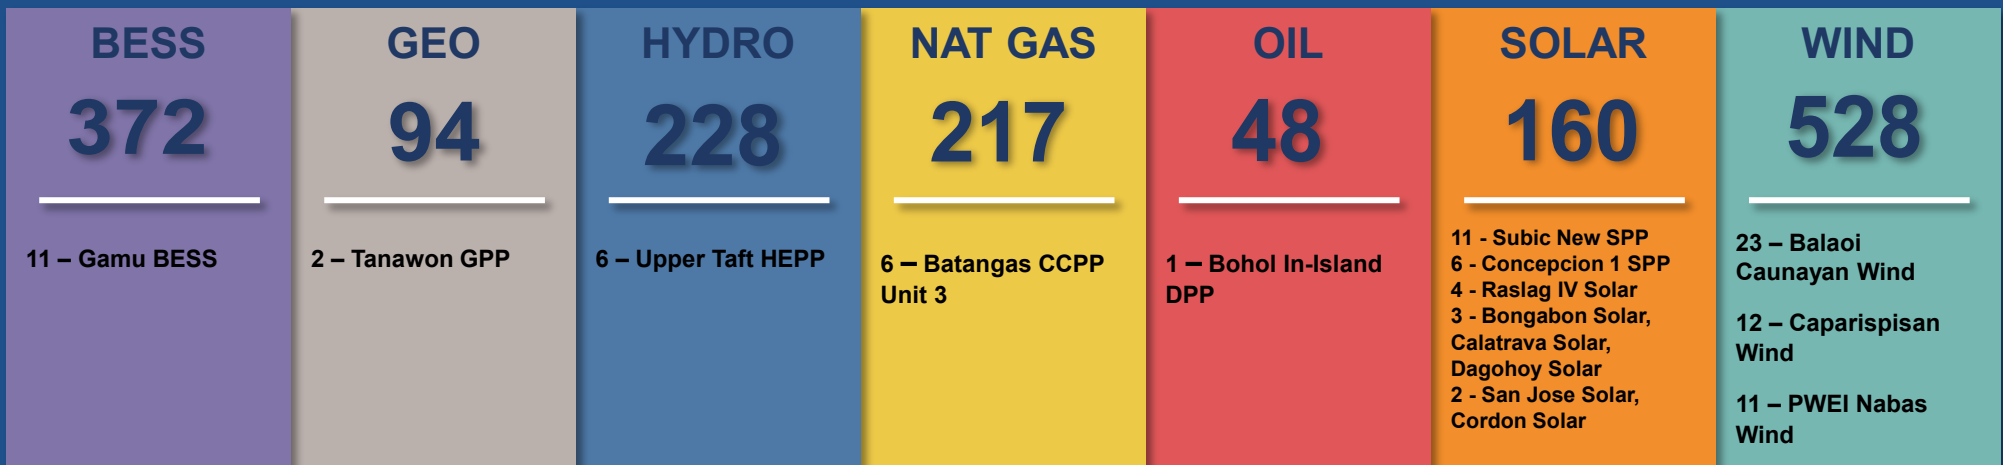 BESS
372
11 – Gamu BESS
GEO
94
2 – Tanawon GPP
HYDRO
228
6 – Upper Taft HEPP
NAT GAS
217
6 – Batangas CCPP
Unit 3
OIL
48
1 – Bohol In-Island
DPP
SOLAR
160
11 - Subic New SPP
6 - Concepcion 1 SPP
4 - Raslag IV Solar
3 - Bongabon Solar,
Calatrava Solar,
Dagohoy Solar
2 - San Jose Solar,
Cordon Solar
WIND
528
23 – Balaoi
Caunayan Wind
12 – Caparispisan
Wind
11 – PWEI Nabas
Wind